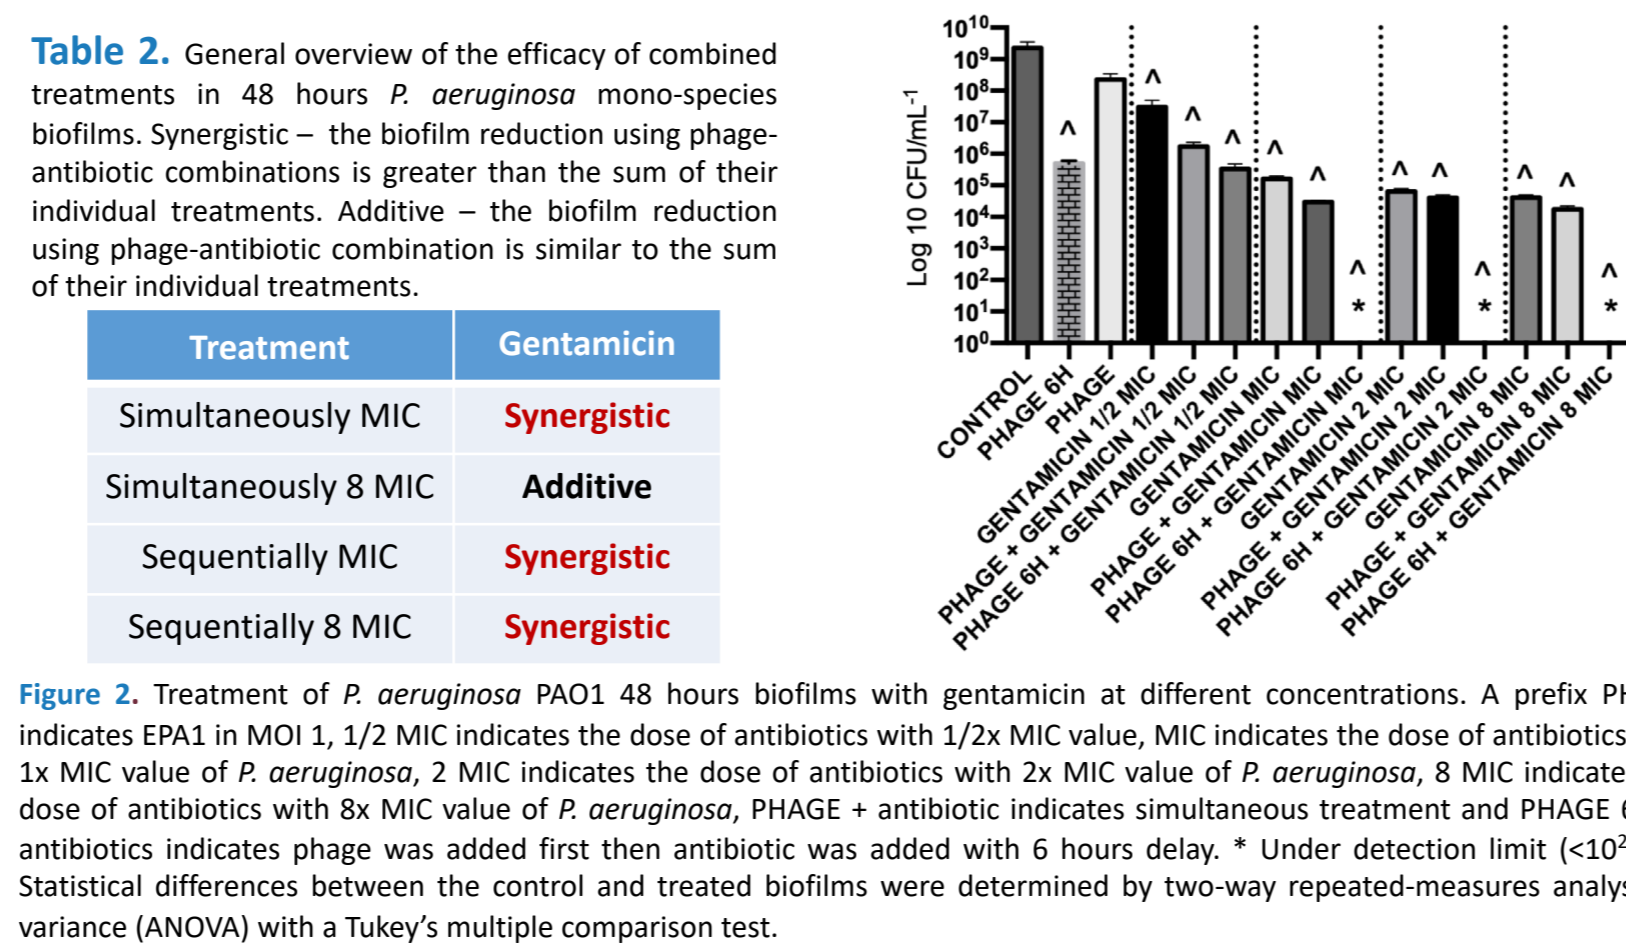 Table 2. General overview of the efficacy of combined
treatments in 48 hours P. aeruginosa mono-species
biofilms. Synergistic – the biofilm reduction using phage-
antibiotic combinations is greater than the sum of their
individual treatments. Additive – the biofilm reduction
using phage-antibiotic combination is similar to the sum
of their individual treatments.
Treatment Gentamicin
Simultaneously MIC Synergistic
Simultaneously 8 MIC Additive
Sequentially MIC Synergistic
Sequentially 8 MIC Synergistic
Log 10 CFU/mL⁻¹
10¹⁰
10⁹
10⁸
10⁷
10⁶
10⁵
10⁴
10³
10²
10¹
10⁰
^ ^ ^ ^ ^ ^ ^ ^ ^ ^ ^ ^ ^
* * *
CONTROL
PHAGE 6H
PHAGE
GENTAMICIN 1/2 MIC
PHAGE + GENTAMICIN 1/2 MIC
PHAGE 6H + GENTAMICIN 1/2 MIC
GENTAMICIN MIC
PHAGE + GENTAMICIN MIC
PHAGE 6H + GENTAMICIN MIC
GENTAMICIN 2 MIC
PHAGE + GENTAMICIN 2 MIC
PHAGE 6H + GENTAMICIN 2 MIC
GENTAMICIN 8 MIC
PHAGE + GENTAMICIN 8 MIC
PHAGE 6H + GENTAMICIN 8 MIC
Figure 2. Treatment of P. aeruginosa PAO1 48 hours biofilms with gentamicin at different concentrations. A prefix
indicates EPA1 in MOI 1, 1/2 MIC indicates the dose of antibiotics with 1/2x MIC value, MIC indicates the dose of antibiotics
1x MIC value of P. aeruginosa, 2 MIC indicates the dose of antibiotics with 2x MIC value of P. aeruginosa, 8 MIC indicate
dose of antibiotics with 8x MIC value of P. aeruginosa, PHAGE + antibiotic indicates simultaneous treatment and PHAGE
antibiotics indicates phage was added first then antibiotic was added with 6 hours delay. * Under detection limit (<10²
Statistical differences between the control and treated biofilms were determined by two-way repeated-measures analys
variance (ANOVA) with a Tukey's multiple comparison test.